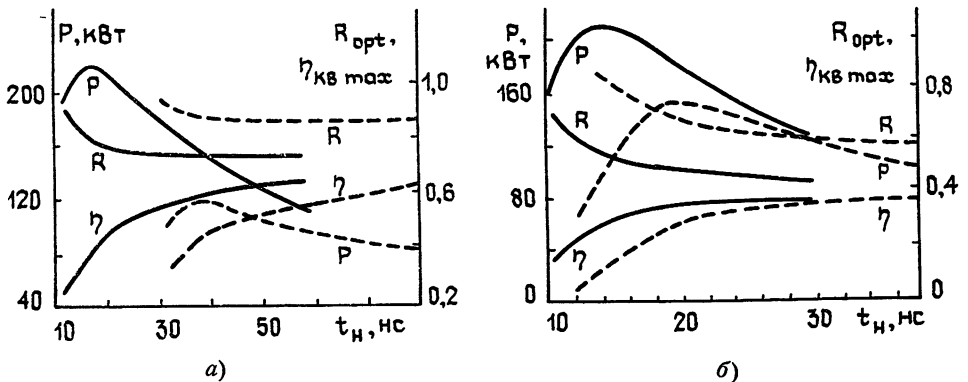 P, кВт
R opt,
η кв max
1,0
200
P
R
R
120
η
η
0,6
P
40
0,2
10
30
50
t н, нс
а)
P,
кВт
R opt,
η кв max
P
160
0,8
R
R
P
80
0,4
η
η
0
0
10
20
30
t н, нс
б)